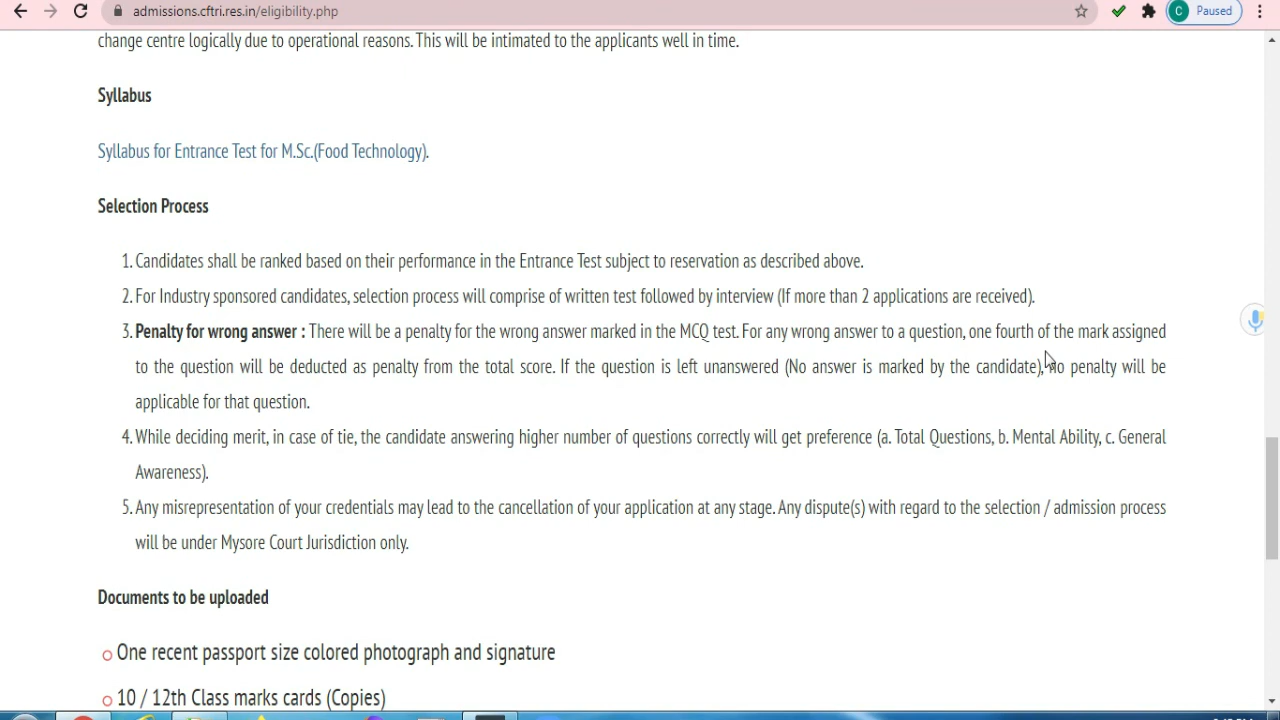 admissions.cftri.res.in/eligibility.php
C Paused
change centre logically due to operational reasons. This will be intimated to the applicants well in time.
Syllabus
Syllabus for Entrance Test for M.Sc.(Food Technology).
Selection Process
1. Candidates shall be ranked based on their performance in the Entrance Test subject to reservation as described above.
2. For Industry sponsored candidates, selection process will comprise of written test followed by interview (If more than 2 applications are received).
3. Penalty for wrong answer : There will be a penalty for the wrong answer marked in the MCQ test. For any wrong answer to a question, one fourth of the mark assigned
to the question will be deducted as penalty from the total score. If the question is left unanswered (No answer is marked by the candidate), no penalty will be
applicable for that question.
4. While deciding merit, in case of tie, the candidate answering higher number of questions correctly will get preference (a. Total Questions, b. Mental Ability, c. General
Awareness).
5. Any misrepresentation of your credentials may lead to the cancellation of your application at any stage. Any dispute(s) with regard to the selection / admission process
will be under Mysore Court Jurisdiction only.
Documents to be uploaded
One recent passport size colored photograph and signature
10 / 12th Class marks cards (Copies)